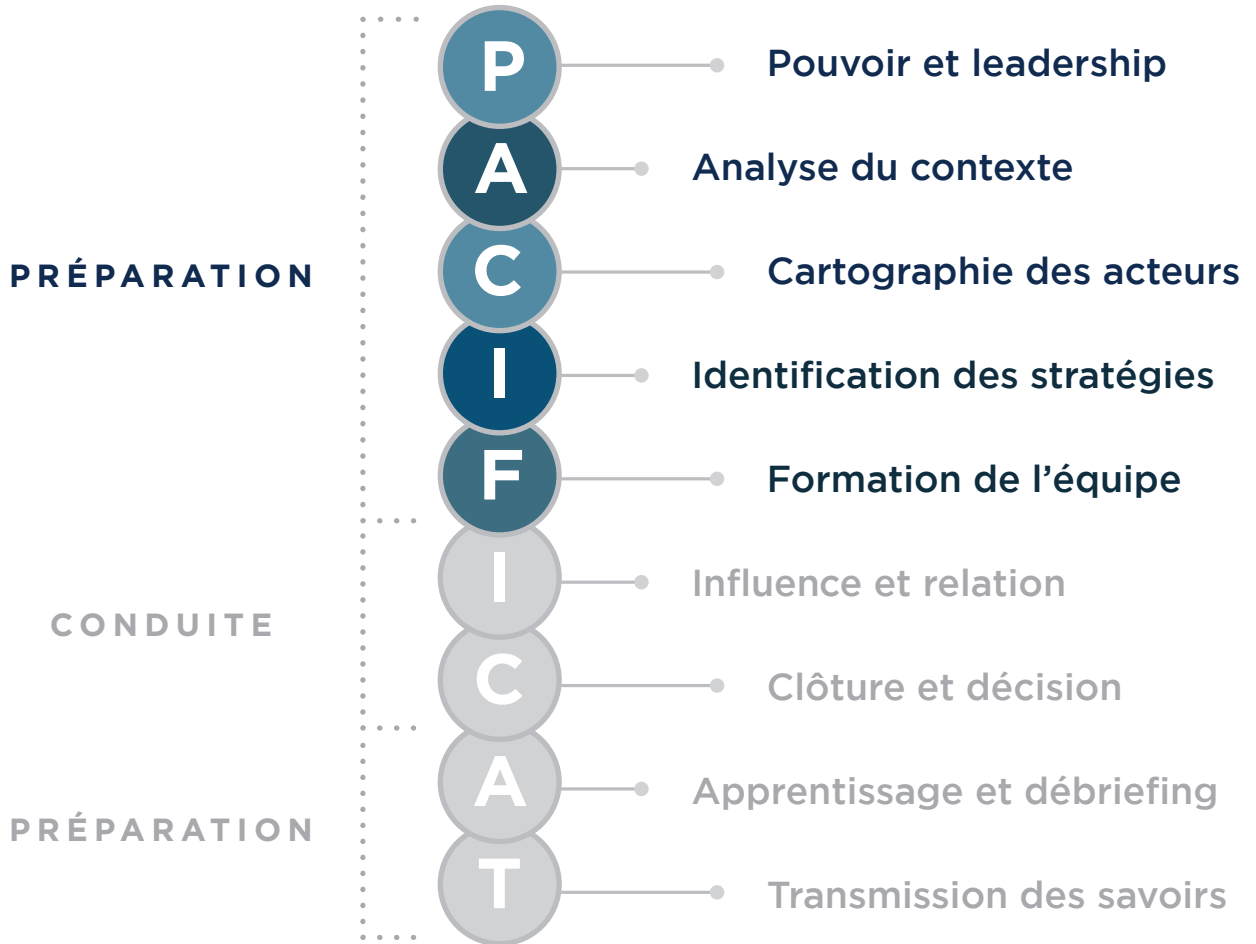 P Pouvoir et leadership
A Analyse du contexte
PRÉPARATION
C Cartographie des acteurs
I Identification des stratégies
F Formation de l’équipe
I Influence et relation
CONDUITE
C Clôture et décision
A Apprentissage et débriefing
PRÉPARATION
T Transmission des savoirs